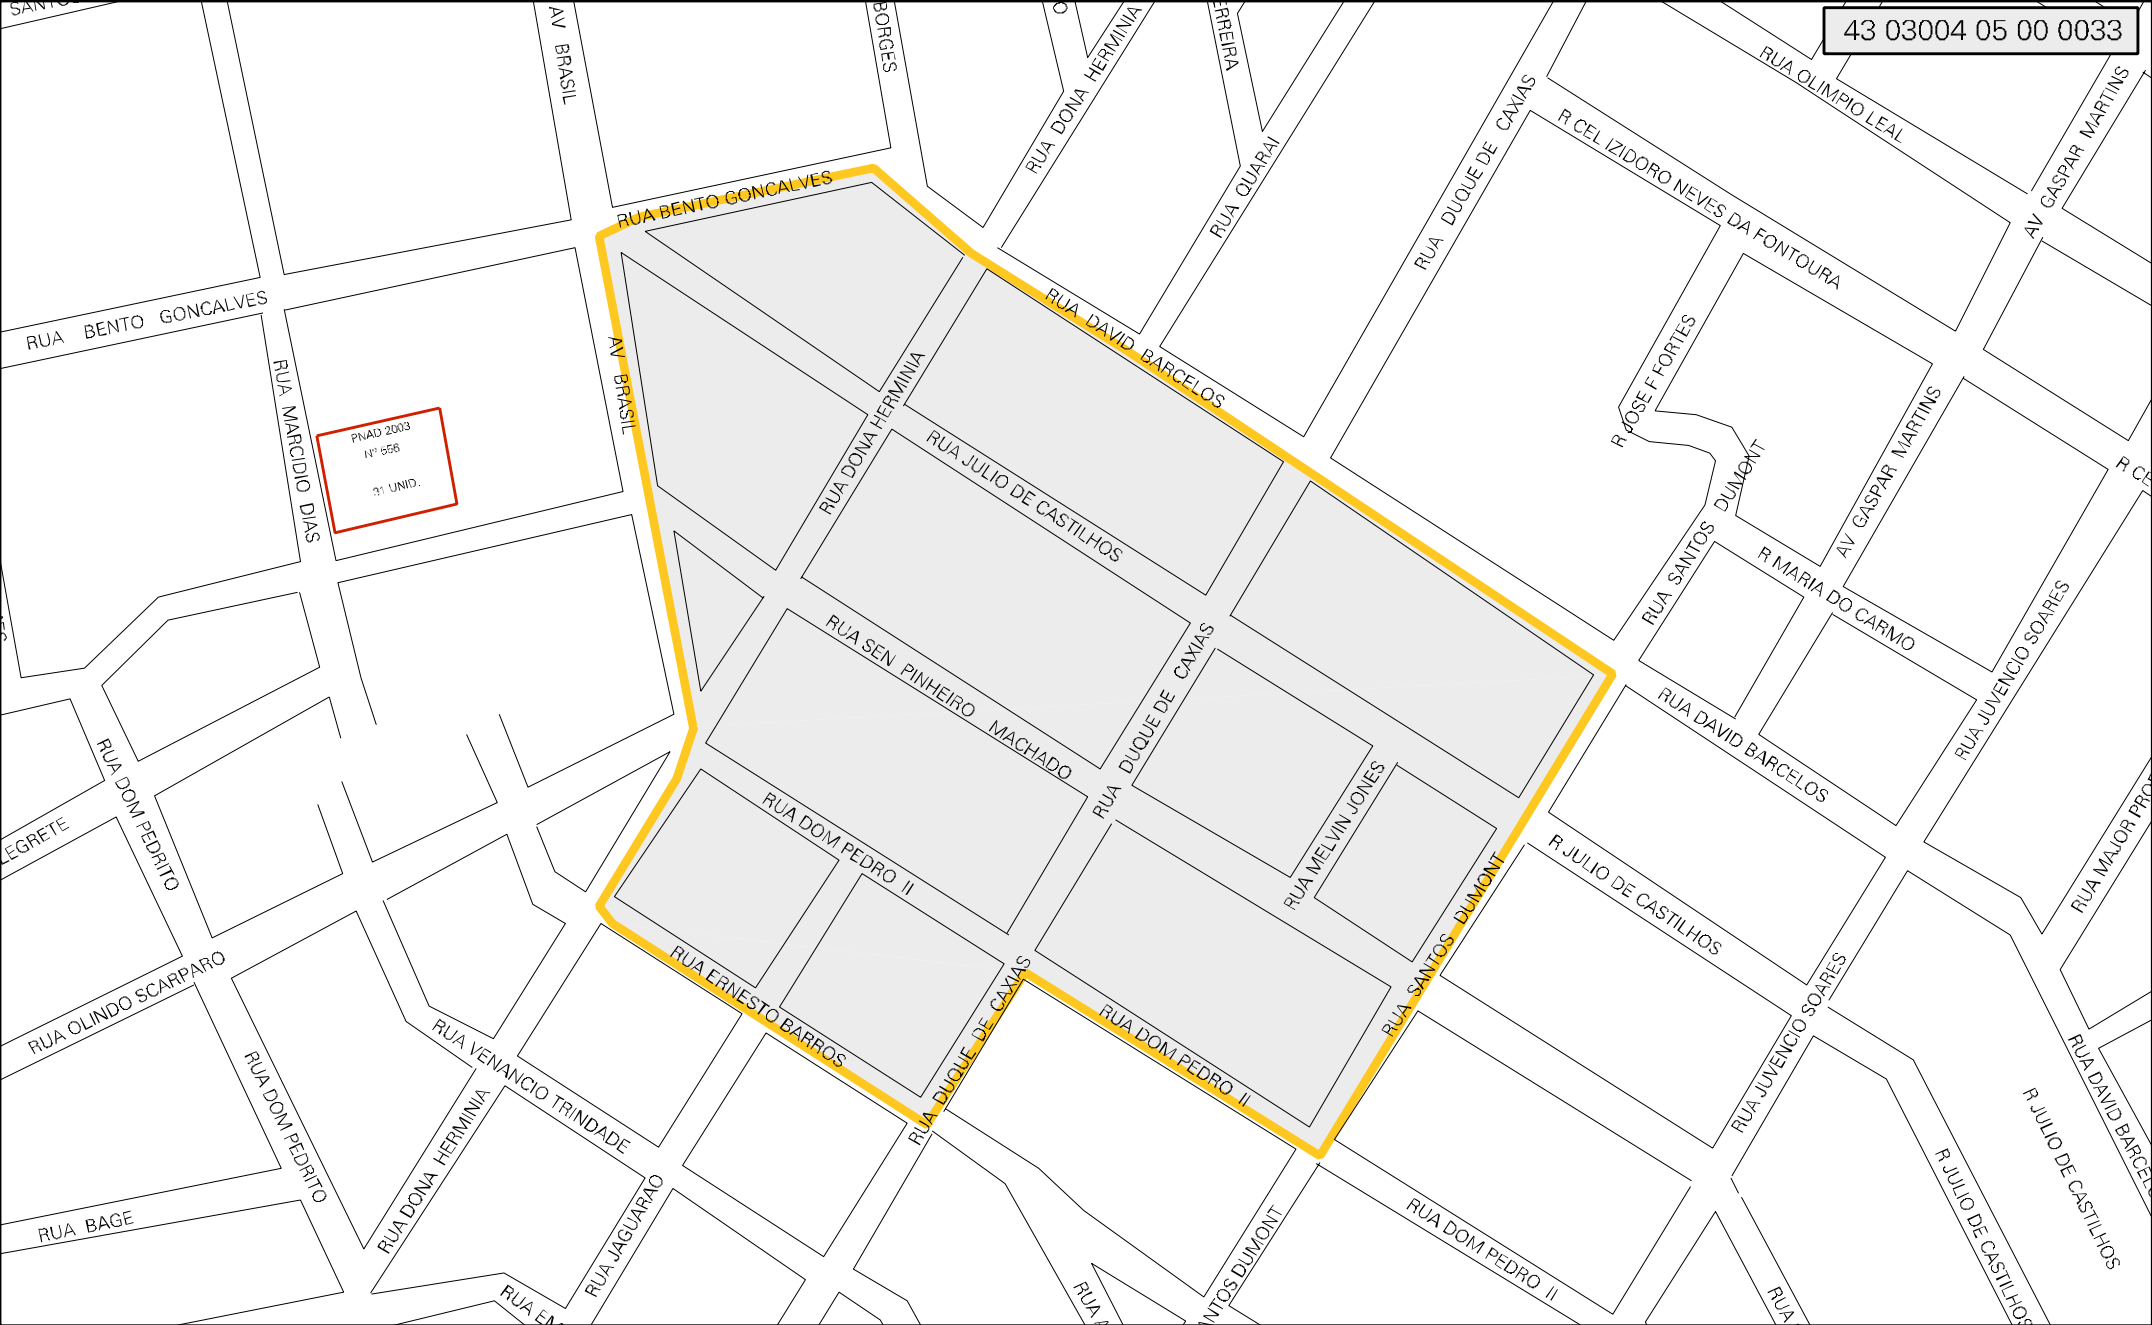 43 03004 05 00 0033
AV BRASIL
BORGES
RUA DONA HERMINIA
RUA QUARAI
RUA DUQUE DE CAXIAS
RUA OLIMPIO LEAL
R CEL IZIDORO NEVES DA FONTOURA
AV GASPAR MARTINS
RUA BENTO GONCALVES
RUA BENTO GONCALVES
RUA DAVID BARCELOS
R JOSE F FORTES
RUA MARCIDIO DIAS
PNAD 2003
Nº 556
31 UNID.
AV BRASIL
RUA DONA HERMINIA
RUA JULIO DE CASTILHOS
RUA SANTOS DUMONT
AV GASPAR MARTINS
R MARIA DO CARMO
RUA JUVENCIO SOARES
RUA SEN PINHEIRO MACHADO
RUA DUQUE DE CAXIAS
RUA DAVID BARCELOS
RUA DOM PEDRITO
RUA DOM PEDRO II
RUA MELVIN JONES
R JULIO DE CASTILHOS
RUA OLINDO SCARPARO
RUA ERNESTO BARROS
RUA DUQUE DE CAXIAS
RUA SANTOS DUMONT
RUA DOM PEDRO II
RUA JUVENCIO SOARES
RUA VENANCIO TRINDADE
RUA DOM PEDRITO
RUA DONA HERMINIA
RUA JAGUARAO
RUA BAGE
RUA DOM PEDRO II
R JULIO DE CASTILHOS
R JULIO DE CASTILHOS